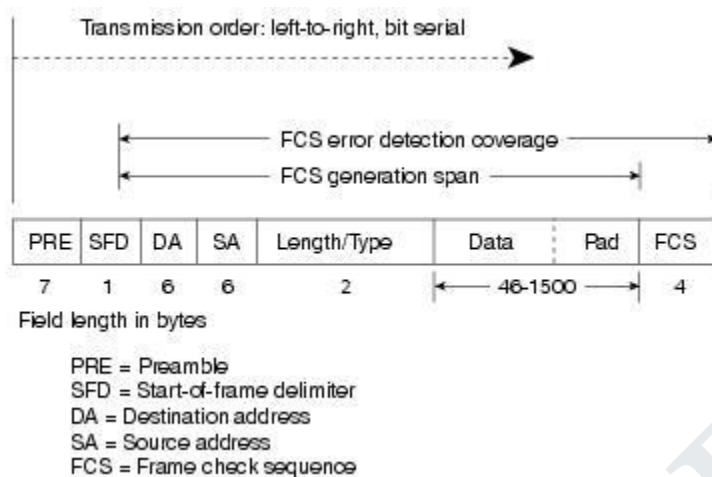 Transmission order: left-to-right, bit serial
FCS error detection coverage
FCS generation span
PRE SFD DA SA Length/Type Data Pad FCS
7 1 6 6 2 46-1500 4
Field length in bytes
PRE = Preamble
SFD = Start-of-frame delimiter
DA = Destination address
SA = Source address
FCS = Frame check sequence